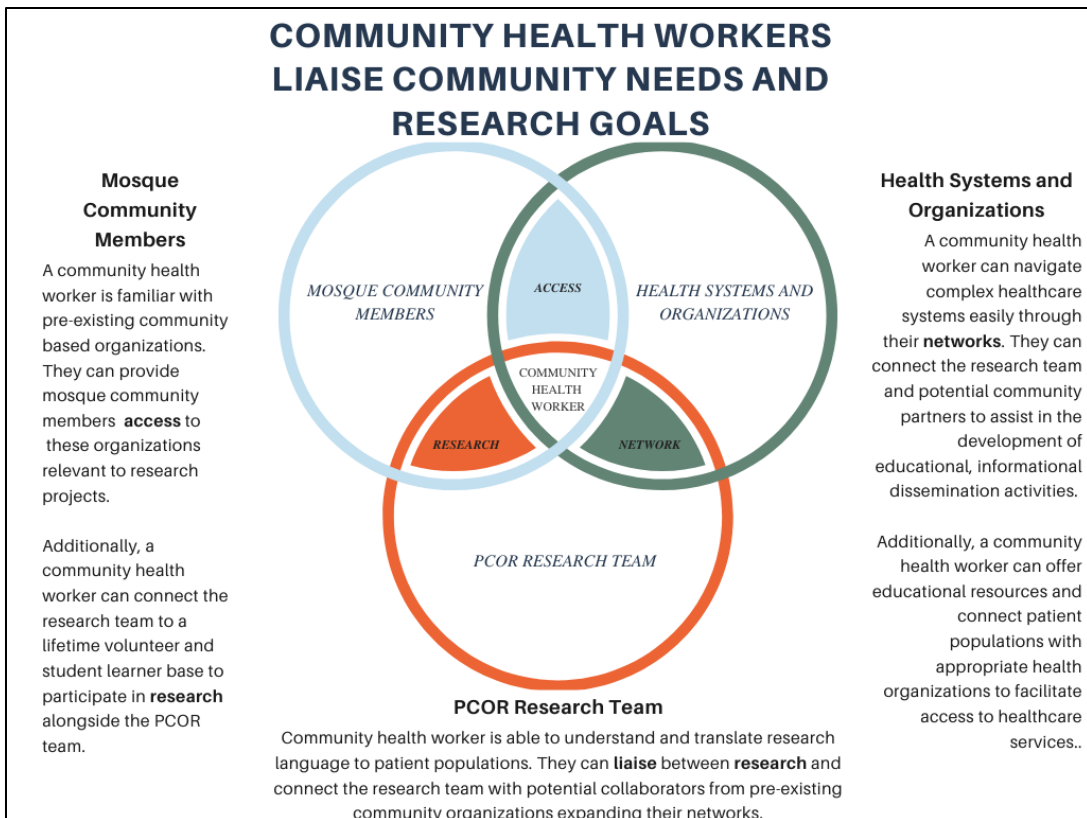 COMMUNITY HEALTH WORKERS
LIAISE COMMUNITY NEEDS AND
RESEARCH GOALS
Mosque
Community
Members
A community health
worker is familiar with
pre-existing community
based organizations.
They can provide
mosque community
members access to
these organizations
relevant to research
projects.
Additionally, a
community health
worker can connect the
research team to a
lifetime volunteer and
student learner base to
participate in research
alongside the PCOR
team.
MOSQUE COMMUNITY
MEMBERS
ACCESS
HEALTH SYSTEMS AND
ORGANIZATIONS
COMMUNITY
HEALTH
WORKER
RESEARCH
NETWORK
PCOR RESEARCH TEAM
Health Systems and
Organizations
A community health
worker can navigate
complex healthcare
systems easily through
their networks. They can
connect the research team
and potential community
partners to assist in the
development of
educational, informational
dissemination activities.
Additionally, a community
health worker can offer
educational resources and
connect patient
populations with
appropriate health
organizations to facilitate
access to healthcare
services..
PCOR Research Team
Community health worker is able to understand and translate research
language to patient populations. They can liaise between research and
connect the research team with potential collaborators from pre-existing
community organizations expanding their networks.